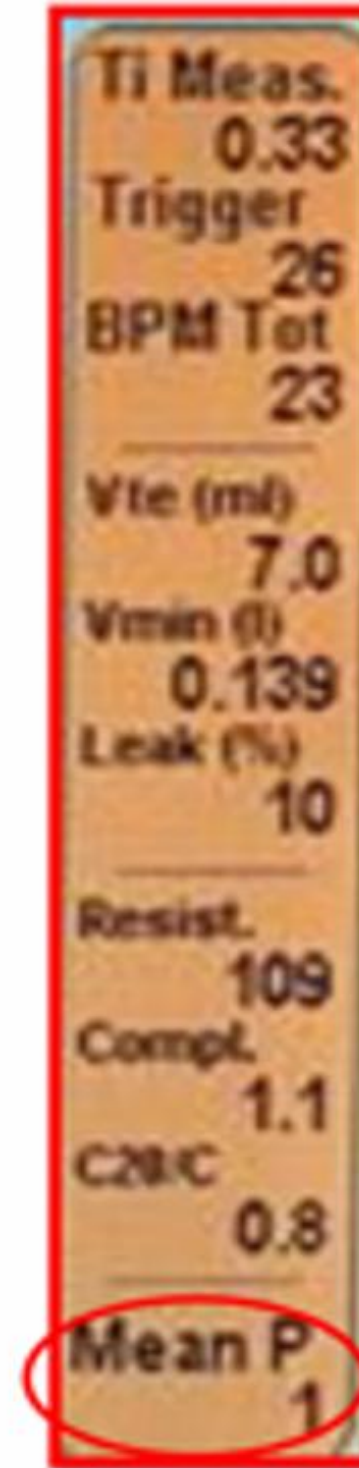 Ti Meas.
0.33
Trigger
26
BPM Tot
23
Vte (ml)
7.0
Vmin (l)
0.139
Leak (%)
10
Resist.
109
Compl.
1.1
C20/C
0.8
Mean P
1